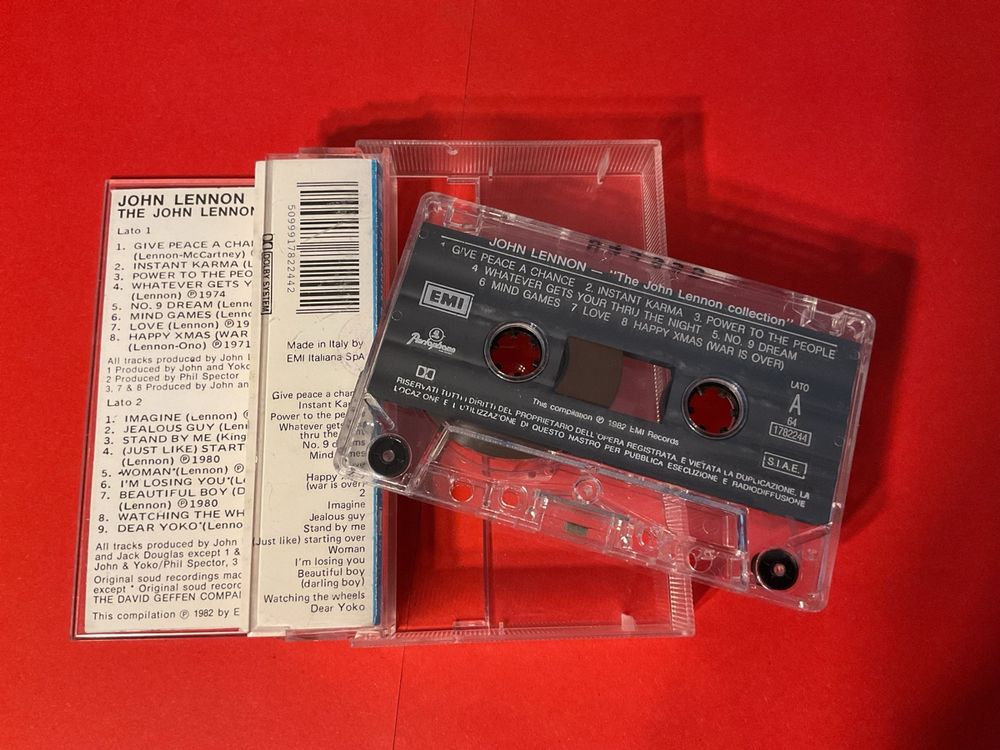 JOHN LENNON
THE JOHN LENNON
Lato 1
1. GIVE PEACE A CHA
(Lennon-McCartney)
2. INSTANT KARMA (L
3. POWER TO THE PEO
4. WHATEVER GETS Y
(Lennon) ℗1974
5. NO. 9 DREAM (Lenn
6. MIND GAMES (Lenn
7. LOVE (Lennon) ℗19
8. HAPPY XMAS (WAR
(Lennon-Ono) ℗1971
All tracks produced by John L
1 Produced by John and Yoko
2 Produced by Phil Spector
3, 7 & 8 Produced by John an
Lato 2
1. IMAGINE (Lennon) ℗
2. JEALOUS GUY (Len
3. STAND BY ME (King
4. (JUST LIKE) START
(Lennon) ℗1980
5. WOMAN* (Lennon) ℗
6. I'M LOSING YOU* (L
7. BEAUTIFUL BOY (D
(Lennon) ℗1980
8. WATCHING THE WH
9. DEAR YOKO* (Lenno
All tracks produced by John
and Jack Douglas except 1 &
John & Yoko/Phil Spector, 3
Original soud recordings mad
except * Original soud record
THE DAVID GEFFEN COMPA
This compilation ℗ 1982 by E
DOLBY SYSTEM
5099917822442
Made in Italy by
EMI Italiana SpA
Give peace a chan
Instant Kar
Power to the pe
Whatever gets
thru the
No. 9 dream
Mind games
Happy
(war is over)
2
Imagine
Jealous guy
Stand by me
(Just like) starting over
Woman
I'm losing you
Beautiful boy
(darling boy)
Watching the wheels
Dear Yoko
JOHN LENNON — "The John Lennon collection"
1 GIVE PEACE A CHANCE 2. INSTANT KARMA 3. POWER TO THE PEOPLE
4 WHATEVER GETS YOUR THRU THE NIGHT 5. NO. 9 DREAM
6 MIND GAMES 7 LOVE 8 HAPPY XMAS (WAR IS OVER)
EMI
Parlophone
LATO
A
64
1782244
S.I.A.E.
This compilation ℗ 1982 EMI Records
RISERVATI TUTTI I DIRITTI DEL PROPRIETARIO DELL'OPERA REGISTRATA. E VIETATA LA DUPLICAZIONE, LA
LOCAZIONE E L'UTILIZZAZIONE DI QUESTO NASTRO PER PUBBLICA ESECUZIONE E RADIODIFFUSIONE